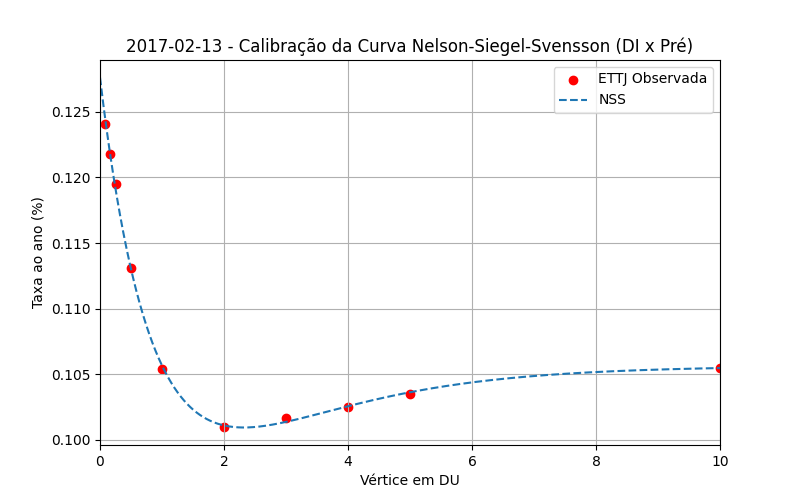 2017-02-13 - Calibração da Curva Nelson-Siegel-Svensson (DI x Pré)
ETTJ Observada
NSS
Taxa ao ano (%)
0.125
0.120
0.115
0.110
0.105
0.100
0 2 4 6 8 10
Vértice em DU